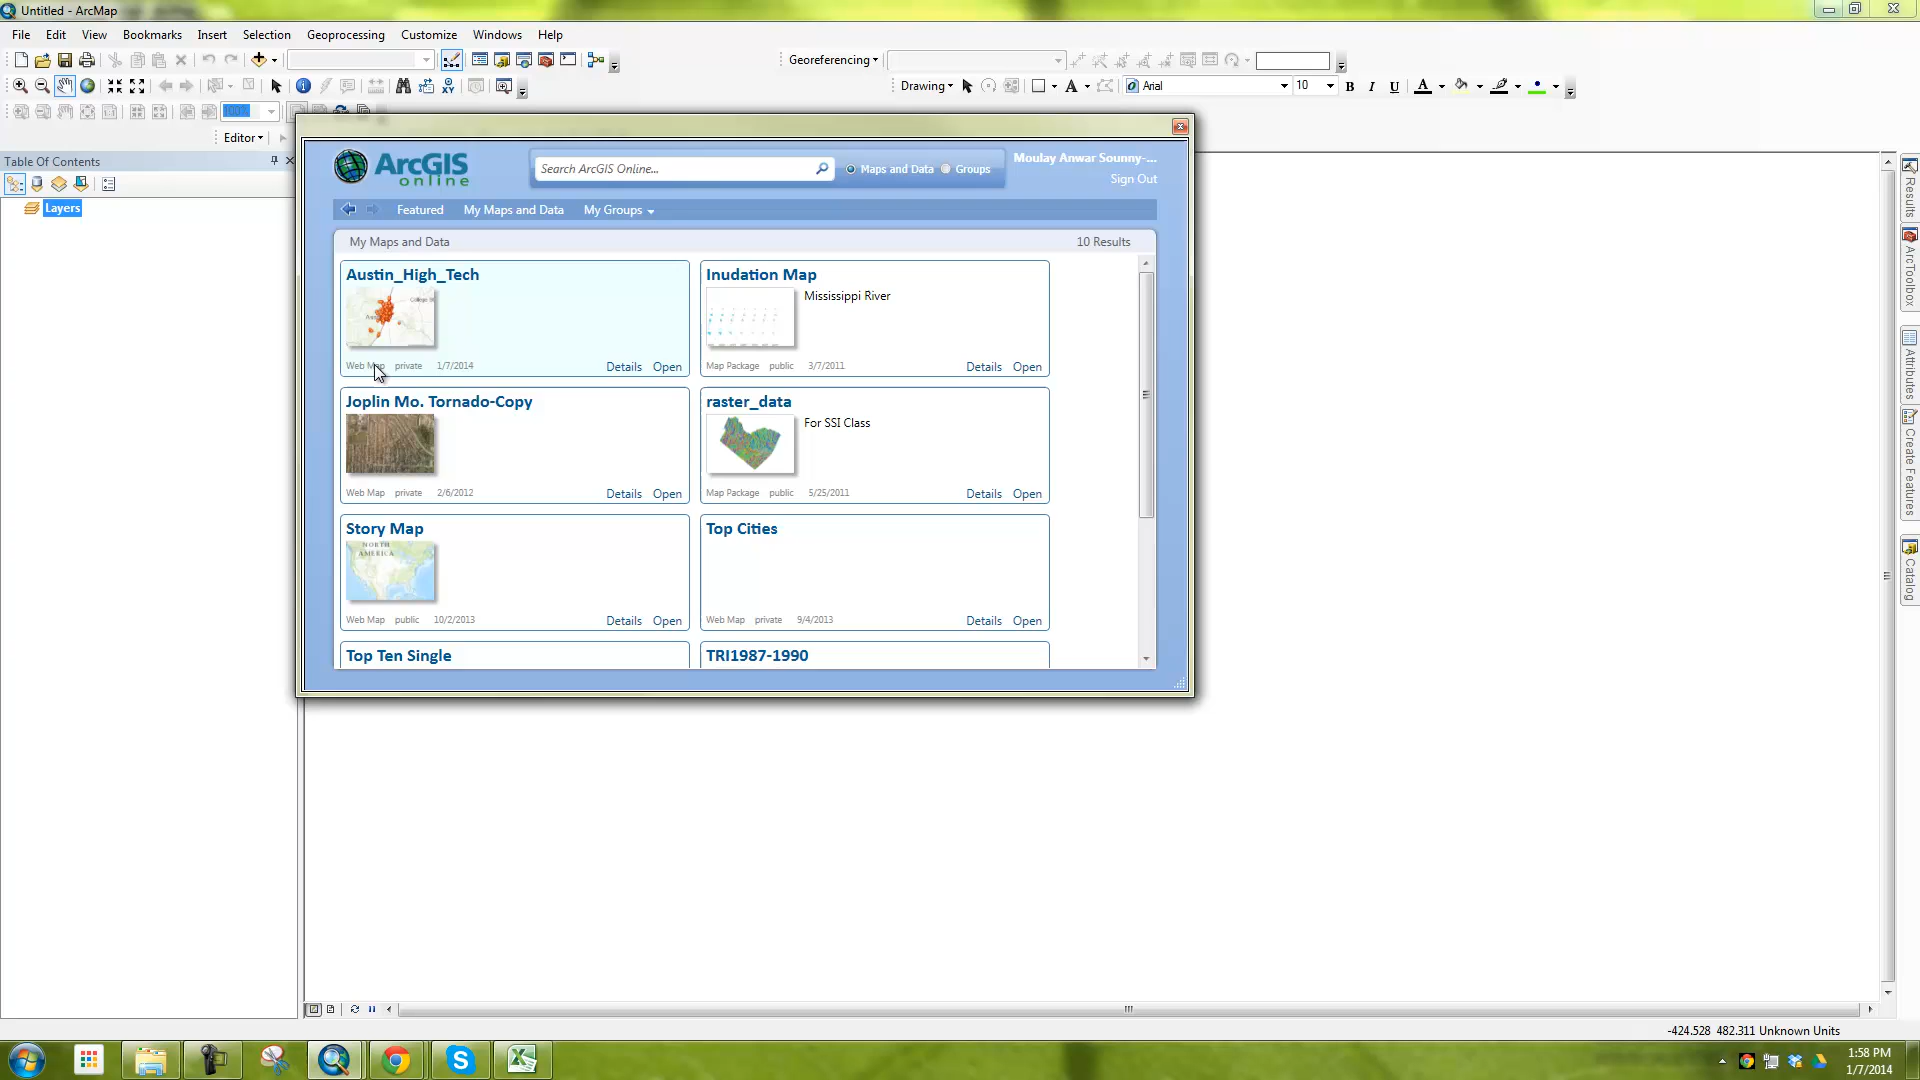 Untitled - ArcMap
File Edit View Bookmarks Insert Selection Geoprocessing Customize Windows Help
Georeferencing
Drawing Arial 10 B I U A
100%
Editor
Table Of Contents
Layers
ArcGIS
online
Search ArcGIS Online...
Maps and Data Groups
Moulay Anwar Sounny-...
Sign Out
Featured My Maps and Data My Groups
My Maps and Data 10 Results
Austin_High_Tech
Web Map private 1/7/2014 Details Open
Inudation Map
Mississippi River
Map Package public 3/7/2011 Details Open
Joplin Mo. Tornado-Copy
Web Map private 2/6/2012 Details Open
raster_data
For SSI Class
Map Package public 5/25/2011 Details Open
Story Map
NORTH
AMERICA
Web Map public 10/2/2013 Details Open
Top Cities
Web Map private 9/4/2013 Details Open
Top Ten Single
TRI1987-1990
Results
ArcToolbox
Attributes
Create Features
Catalog
-424.528 482.311 Unknown Units
1:58 PM
1/7/2014